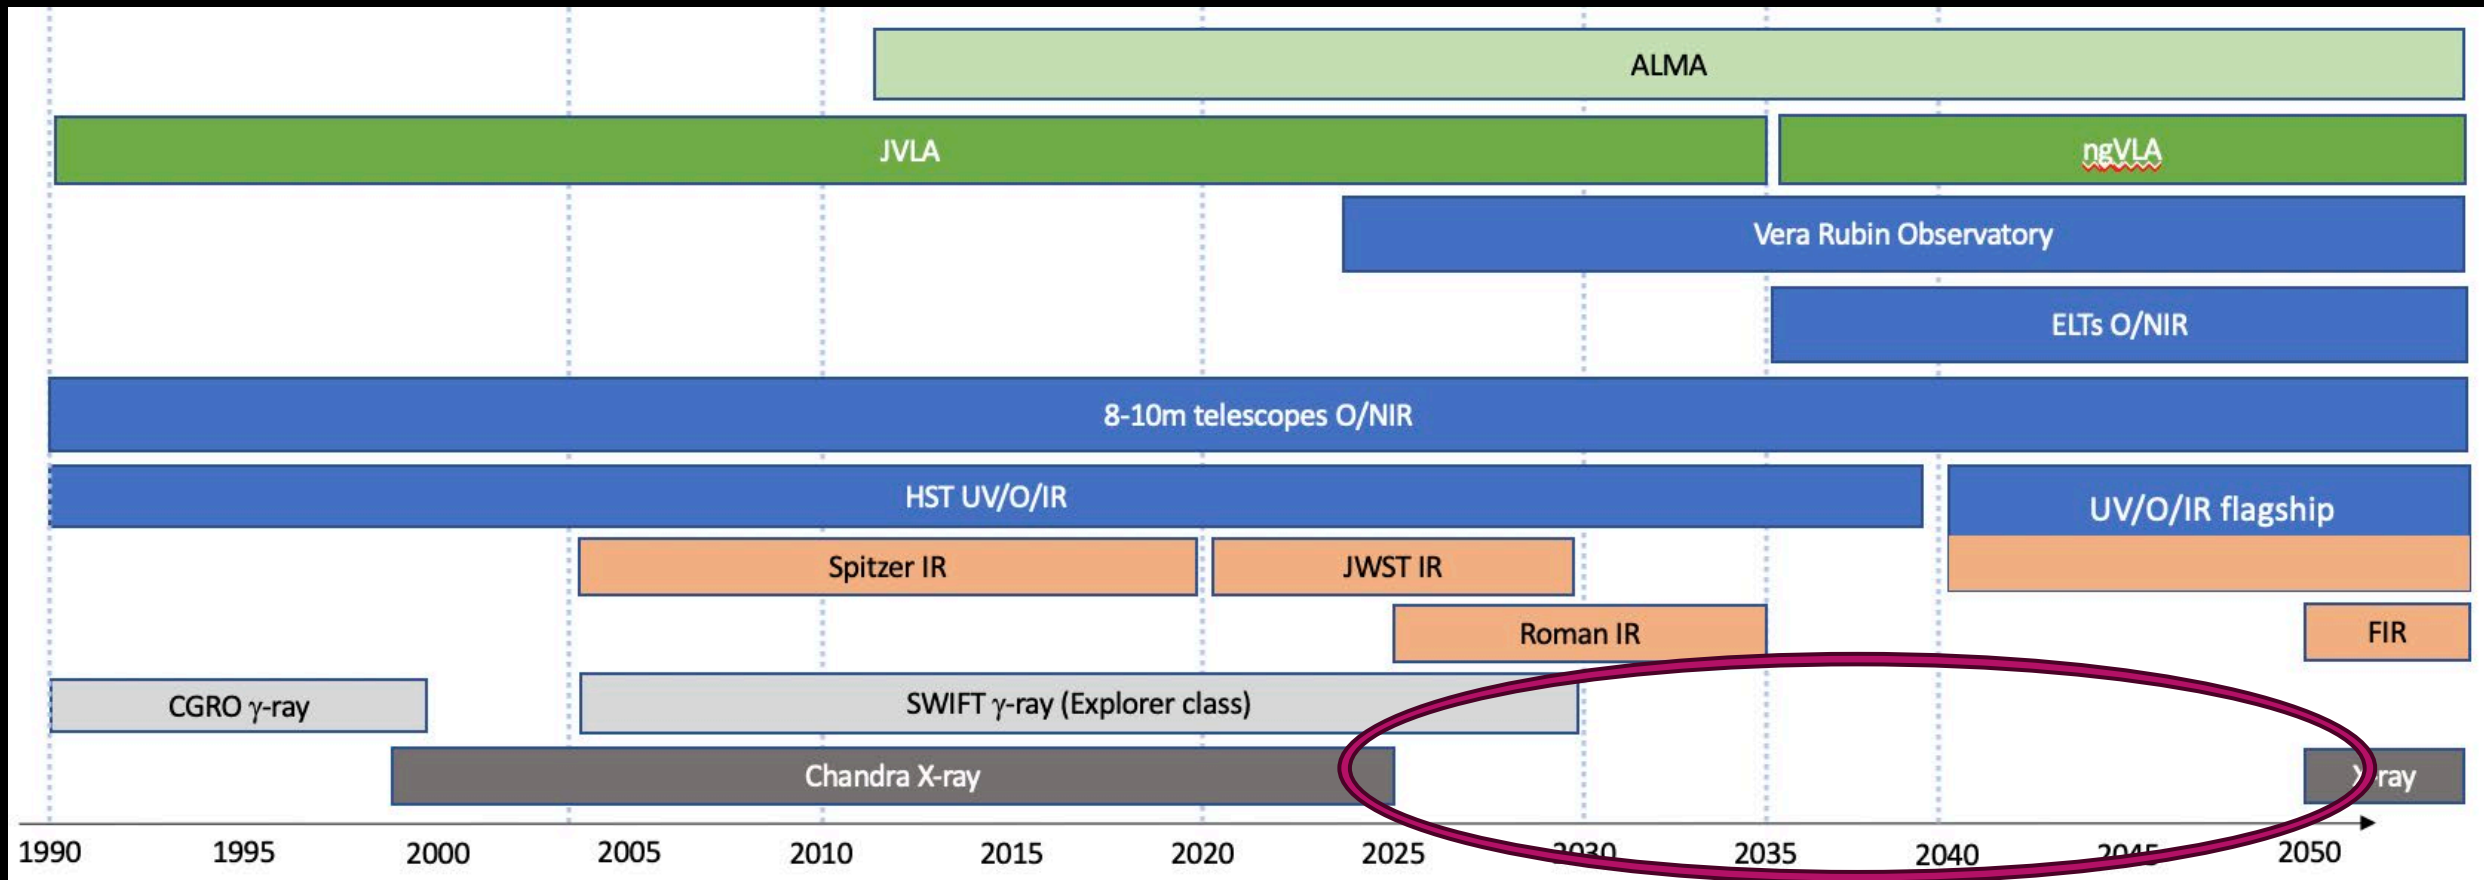 ALMA
JVLA
ngVLA
Vera Rubin Observatory
ELTs O/NIR
8-10m telescopes O/NIR
HST UV/O/IR
UV/O/IR flagship
Spitzer IR
JWST IR
Roman IR
FIR
CGRO γ-ray
SWIFT γ-ray (Explorer class)
Chandra X-ray
X-ray
1990 1995 2000 2005 2010 2015 2020 2025 2030 2035 2040 2045 2050